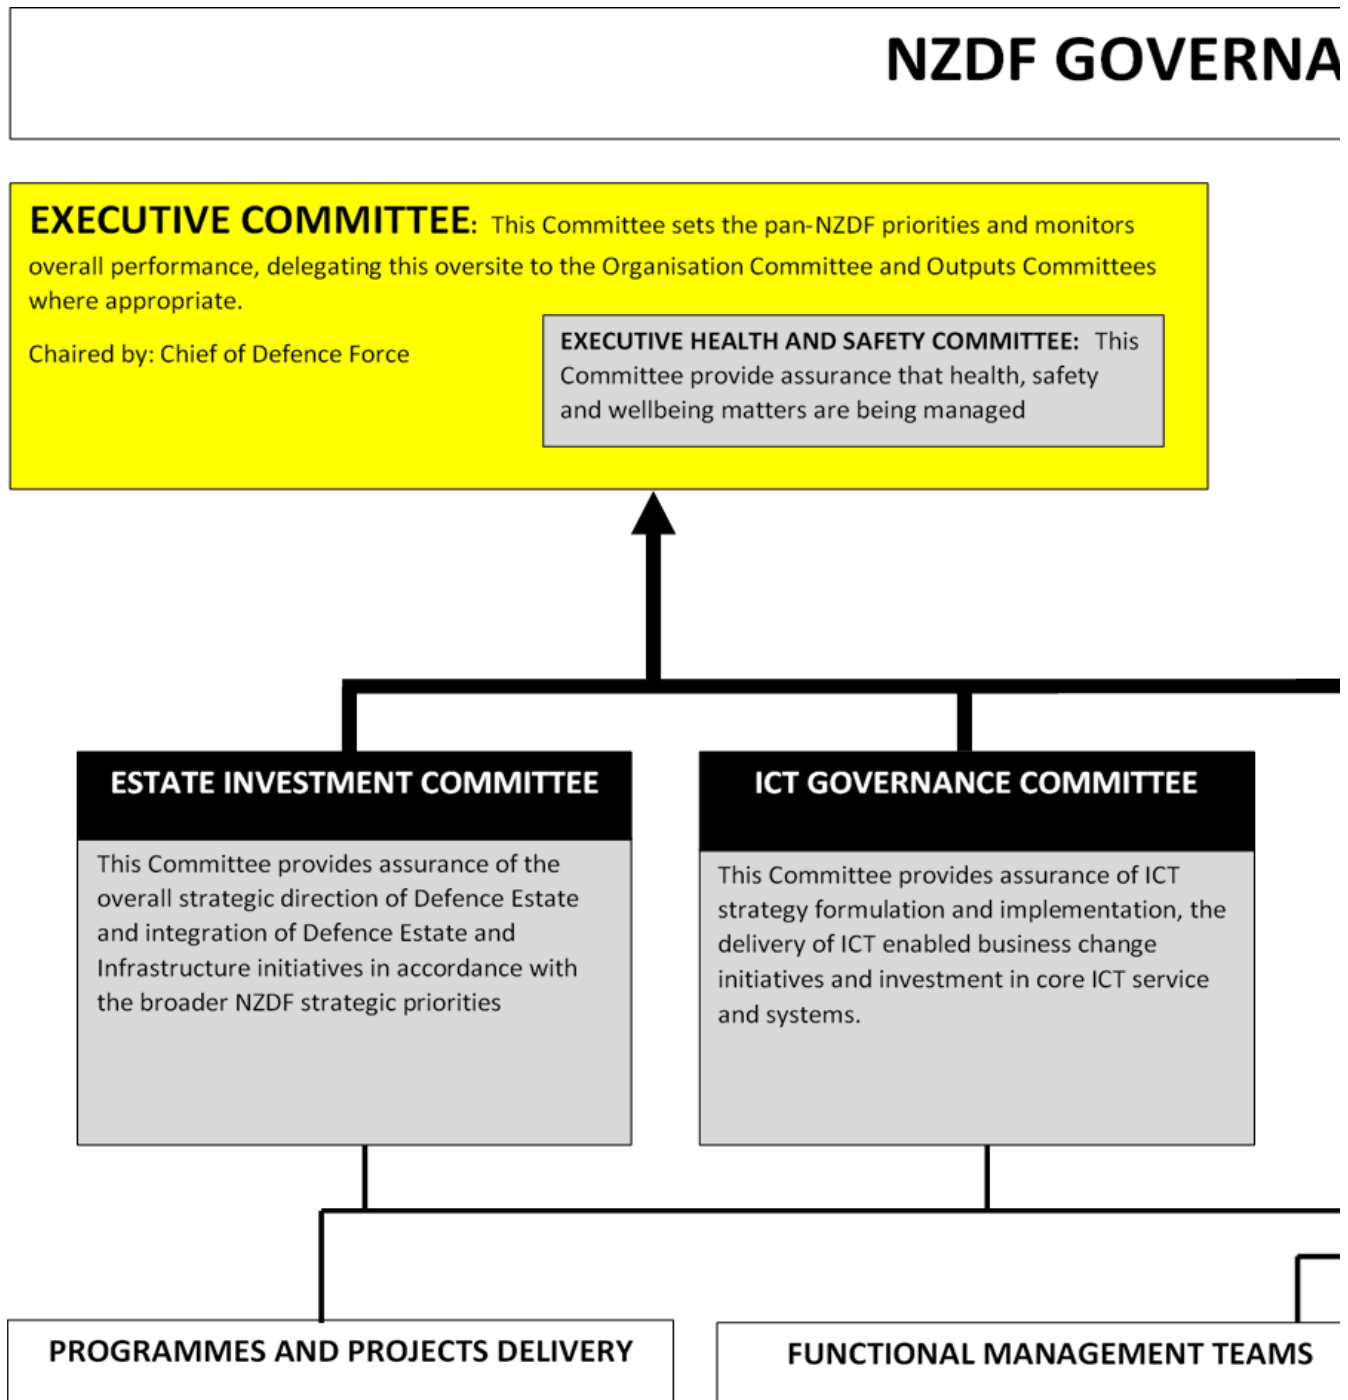 NZDF GOVERNA
EXECUTIVE COMMITTEE: This Committee sets the pan-NZDF priorities and monitors
overall performance, delegating this oversite to the Organisation Committee and Outputs Committees
where appropriate.
Chaired by: Chief of Defence Force
EXECUTIVE HEALTH AND SAFETY COMMITTEE: This
Committee provide assurance that health, safety
and wellbeing matters are being managed
ESTATE INVESTMENT COMMITTEE
This Committee provides assurance of the
overall strategic direction of Defence Estate
and integration of Defence Estate and
Infrastructure initiatives in accordance with
the broader NZDF strategic priorities
ICT GOVERNANCE COMMITTEE
This Committee provides assurance of ICT
strategy formulation and implementation, the
delivery of ICT enabled business change
initiatives and investment in core ICT service
and systems.
PROGRAMMES AND PROJECTS DELIVERY
FUNCTIONAL MANAGEMENT TEAMS